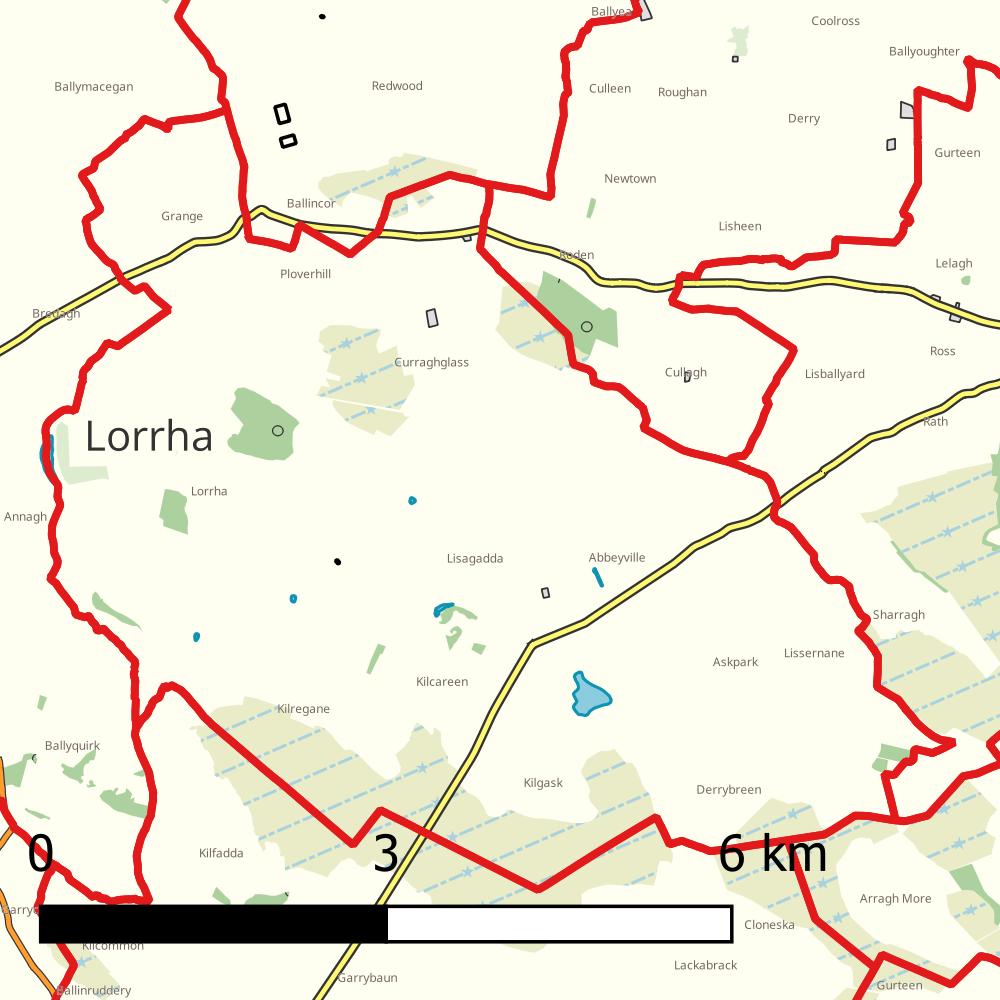 Ballyea
Coolross
Ballyoughter
Ballymacegan
Redwood
Culleen
Roughan
Derry
Gurteen
Newtown
Ballincor
Grange
Lisheen
Roden
Ploverhill
Lelagh
Bredagh
Ross
Curraghglass
Cullagh
Lisballyard
Rath
Lorrha
Lorrha
Annagh
Lisagadda
Abbeyville
Sharragh
Lissernane
Askpark
Kilcareen
Kilregane
Ballyquirk
Kilgask
Derrybreen
0 3 6 km
Kilfadda
Arragh More
Cloneska
Kilcommon
Lackabrack
Garrybaun
Gurteen
Ballinruddery